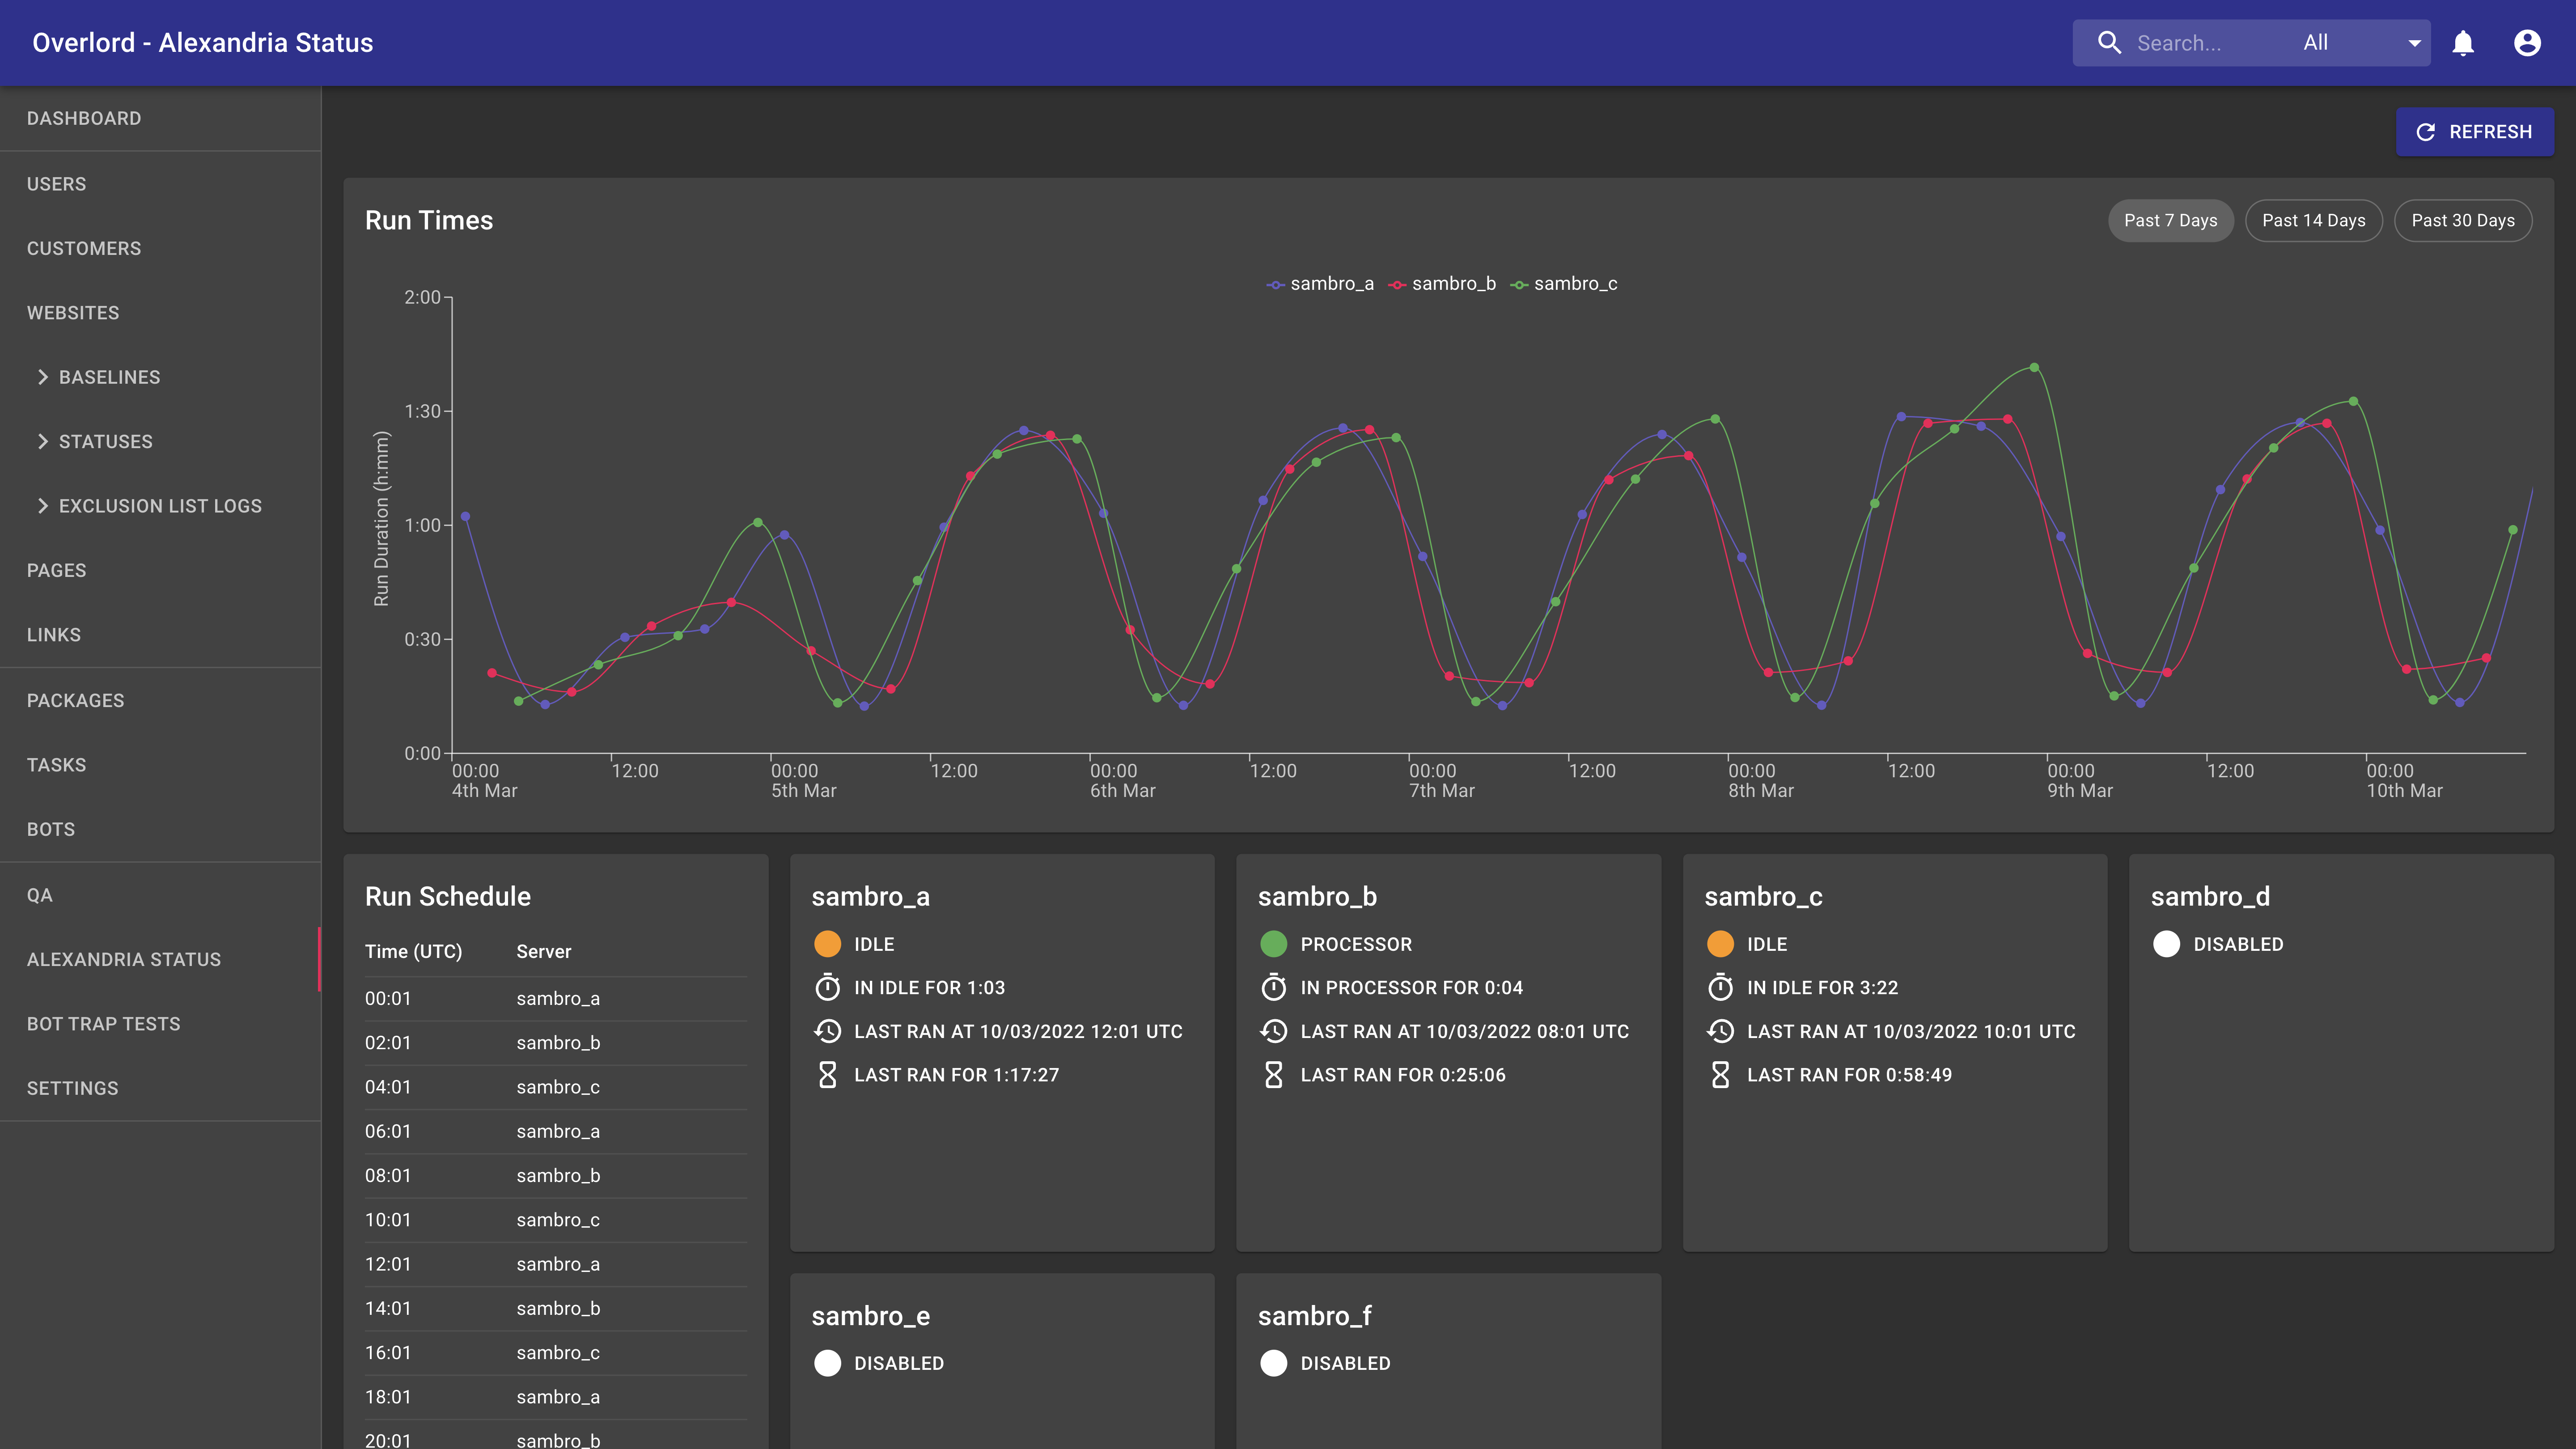 Overlord - Alexandria Status
Search...
All
DASHBOARD
USERS
CUSTOMERS
WEBSITES
BASELINES
STATUSES
EXCLUSION LIST LOGS
PAGES
LINKS
PACKAGES
TASKS
BOTS
QA
ALEXANDRIA STATUS
BOT TRAP TESTS
SETTINGS
REFRESH
Run Times
Past 7 Days
Past 14 Days
Past 30 Days
sambro_a sambro_b sambro_c
Run Duration (h:mm)
2:00
1:30
1:00
0:30
0:00
00:00 12:00 00:00 12:00 00:00 12:00 00:00 12:00 00:00 12:00 00:00 12:00 00:00
4th Mar 5th Mar 6th Mar 7th Mar 8th Mar 9th Mar 10th Mar
Run Schedule
Time (UTC) Server
00:01 sambro_a
02:01 sambro_b
04:01 sambro_c
06:01 sambro_a
08:01 sambro_b
10:01 sambro_c
12:01 sambro_a
14:01 sambro_b
16:01 sambro_c
18:01 sambro_a
20:01 sambro_b
sambro_a
IDLE
IN IDLE FOR 1:03
LAST RAN AT 10/03/2022 12:01 UTC
LAST RAN FOR 1:17:27
sambro_b
PROCESSOR
IN PROCESSOR FOR 0:04
LAST RAN AT 10/03/2022 08:01 UTC
LAST RAN FOR 0:25:06
sambro_c
IDLE
IN IDLE FOR 3:22
LAST RAN AT 10/03/2022 10:01 UTC
LAST RAN FOR 0:58:49
sambro_d
DISABLED
sambro_e
DISABLED
sambro_f
DISABLED